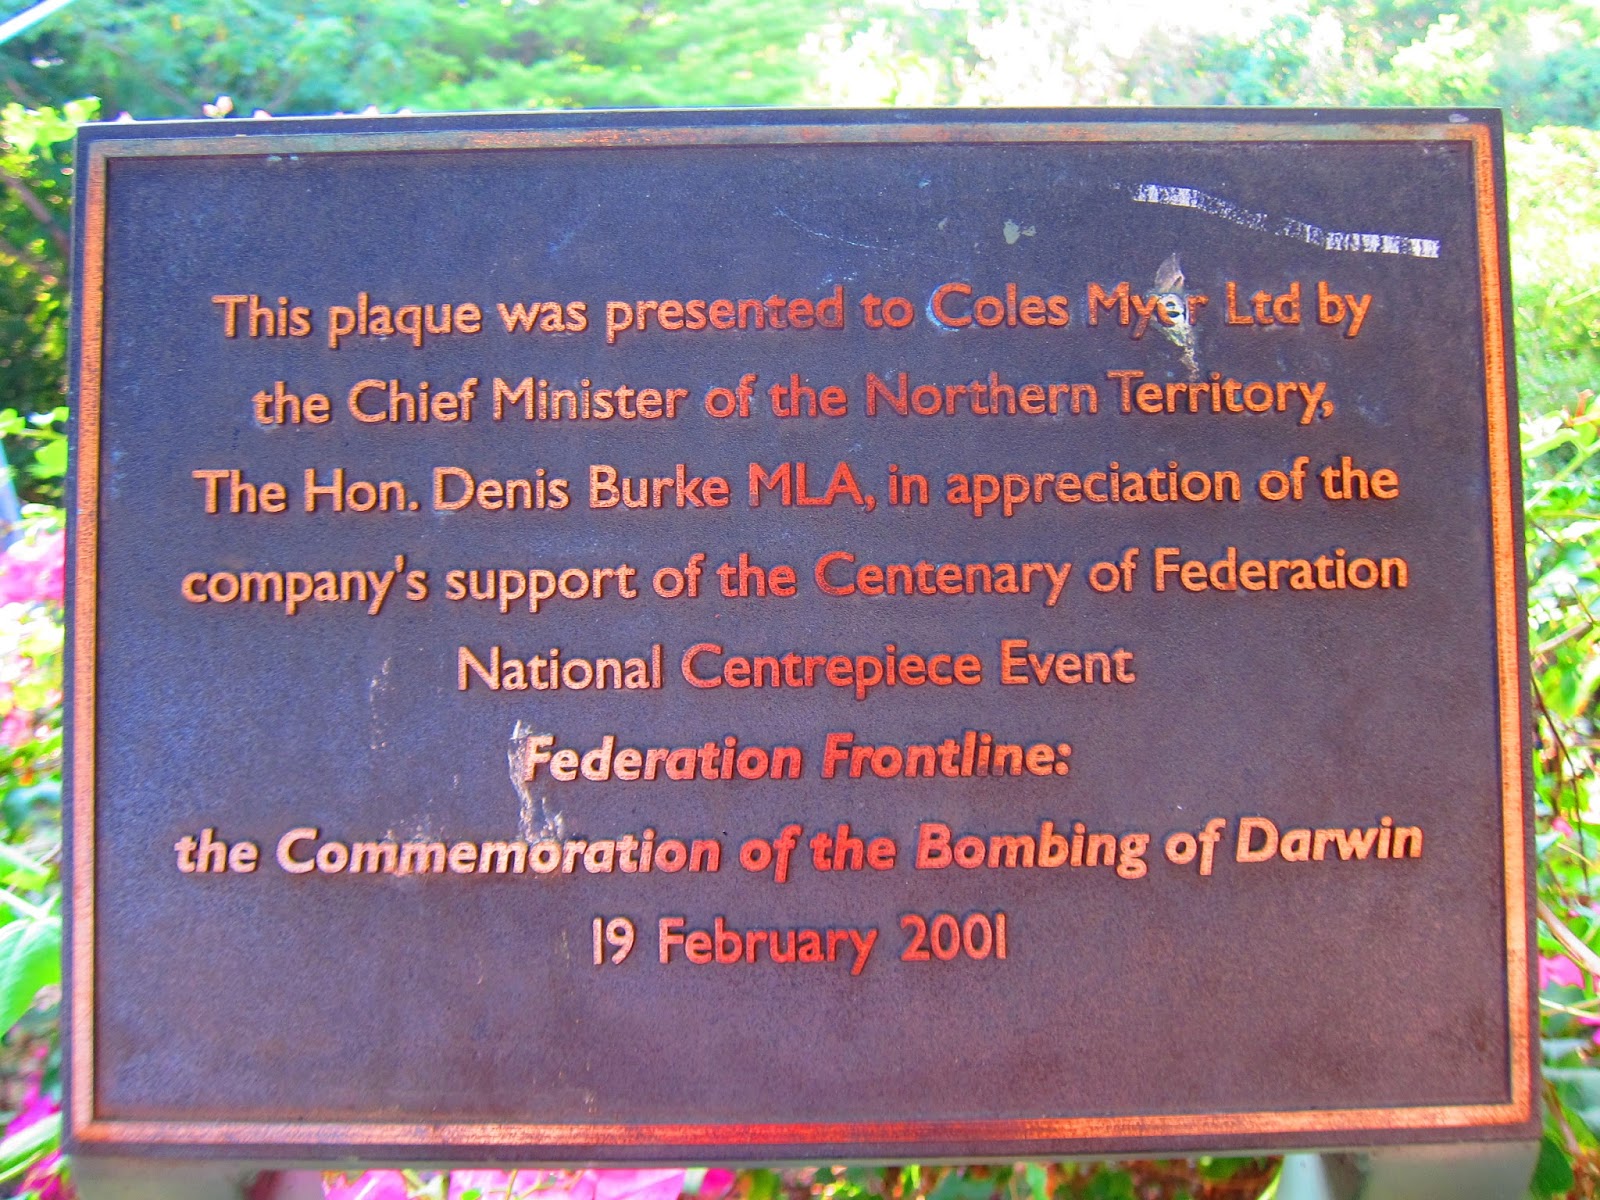 This plaque was presented to Coles Myer Ltd by
the Chief Minister of the Northern Territory,
The Hon. Denis Burke MLA, in appreciation of the
company's support of the Centenary of Federation
National Centrepiece Event
Federation Frontline:
the Commemoration of the Bombing of Darwin
19 February 2001